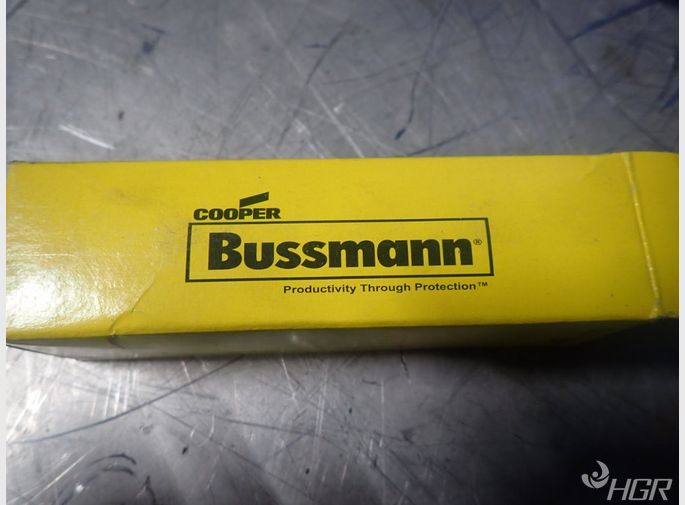 COOPER
Bussmann®
Productivity Through Protection™
HGR